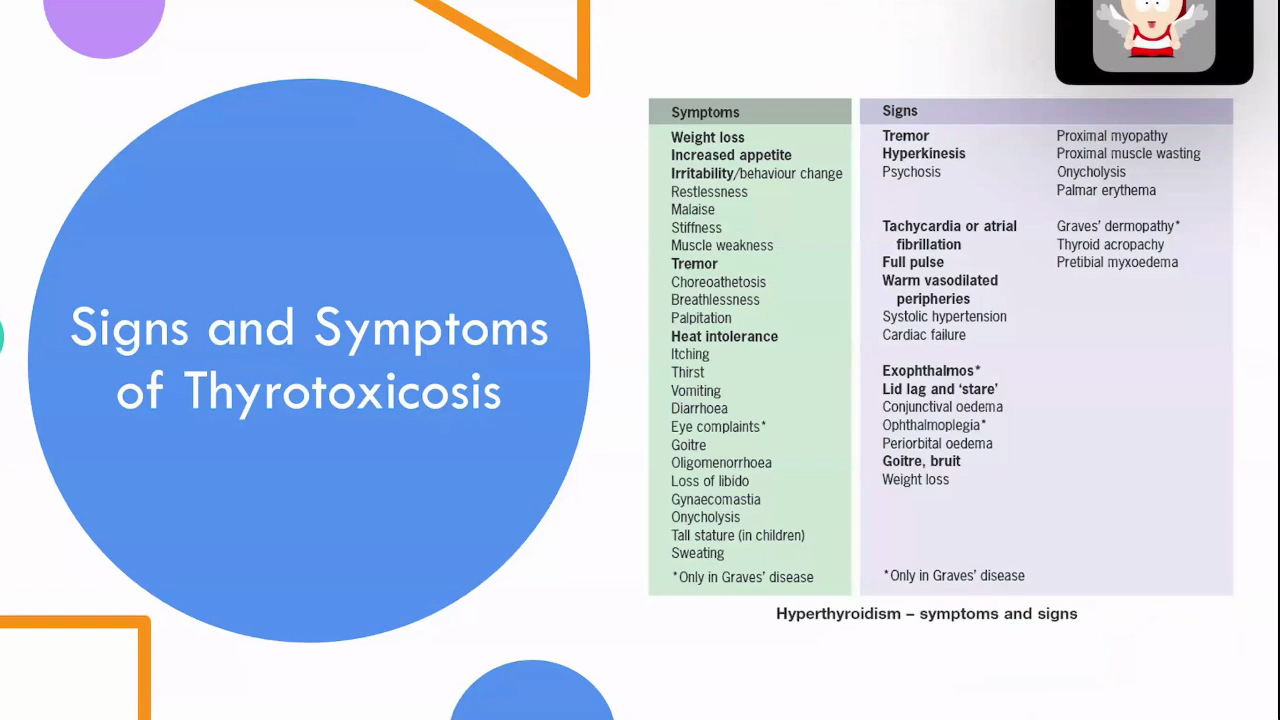 Signs and Symptoms
of Thyrotoxicosis
Symptoms
Weight loss
Increased appetite
Irritability/behaviour change
Restlessness
Malaise
Stiffness
Muscle weakness
Tremor
Choreoathetosis
Breathlessness
Palpitation
Heat intolerance
Itching
Thirst
Vomiting
Diarrhoea
Eye complaints*
Goitre
Oligomenorrhoea
Loss of libido
Gynaecomastia
Onycholysis
Tall stature (in children)
Sweating
*Only in Graves' disease
Signs
Tremor
Hyperkinesis
Psychosis
Tachycardia or atrial
fibrillation
Full pulse
Warm vasodilated
peripheries
Systolic hypertension
Cardiac failure
Exophthalmos*
Lid lag and ‘stare’
Conjunctival oedema
Ophthalmoplegia*
Periorbital oedema
Goitre, bruit
Weight loss
*Only in Graves' disease
Proximal myopathy
Proximal muscle wasting
Onycholysis
Palmar erythema
Graves' dermopathy*
Thyroid acropachy
Pretibial myxoedema
Hyperthyroidism – symptoms and signs